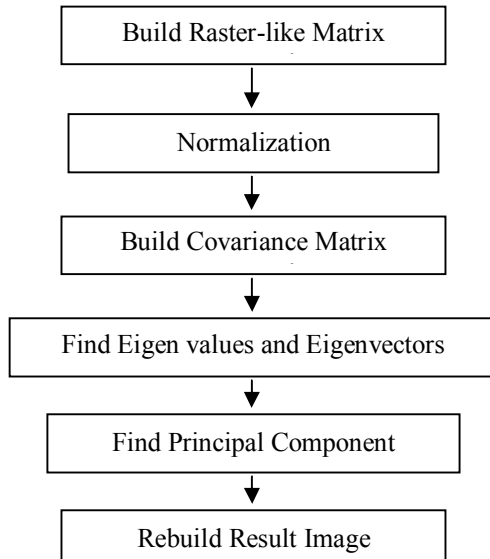 Build Raster-like Matrix
Normalization
Build Covariance Matrix
Find Eigen values and Eigenvectors
Find Principal Component
Rebuild Result Image